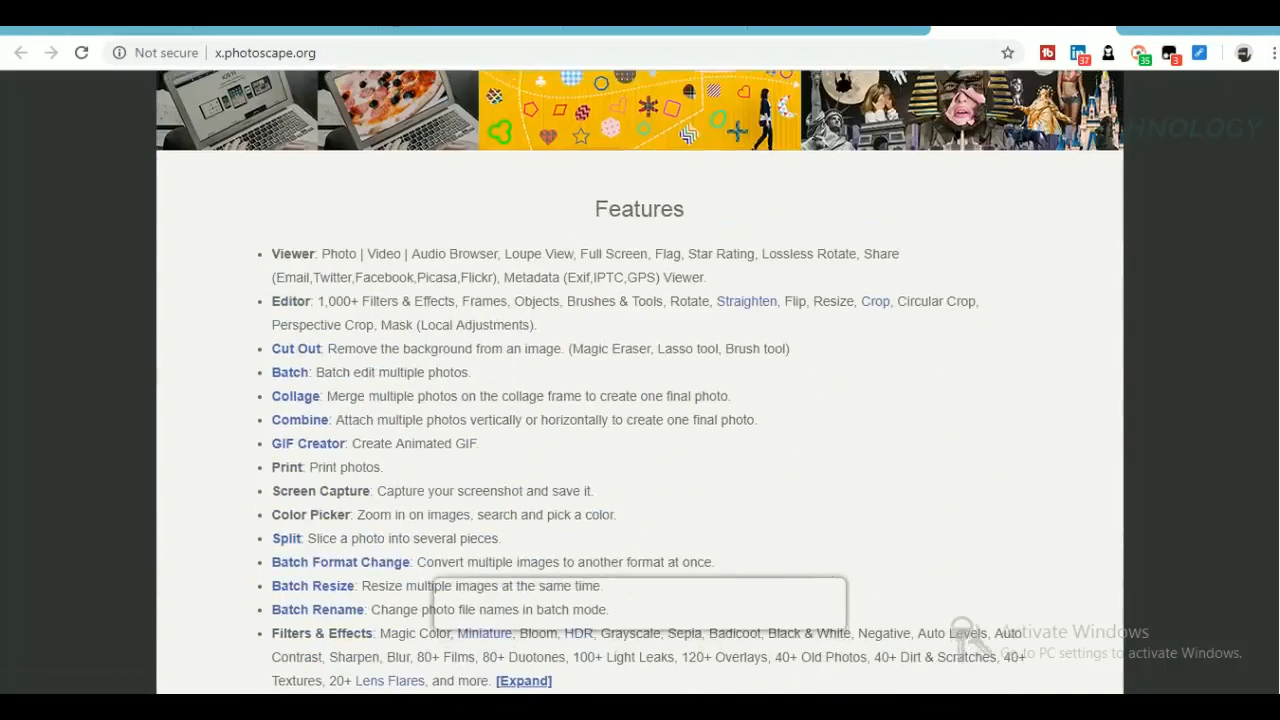 Not secure | x.photoscape.org
37
35
3
HNOLOGY
Features
Viewer: Photo | Video | Audio Browser, Loupe View, Full Screen, Flag, Star Rating, Lossless Rotate, Share
(Email,Twitter,Facebook,Picasa,Flickr), Metadata (Exif,IPTC,GPS) Viewer.
Editor: 1,000+ Filters & Effects, Frames, Objects, Brushes & Tools, Rotate, Straighten, Flip, Resize, Crop, Circular Crop,
Perspective Crop, Mask (Local Adjustments).
Cut Out: Remove the background from an image. (Magic Eraser, Lasso tool, Brush tool)
Batch: Batch edit multiple photos.
Collage: Merge multiple photos on the collage frame to create one final photo.
Combine: Attach multiple photos vertically or horizontally to create one final photo.
GIF Creator: Create Animated GIF.
Print: Print photos.
Screen Capture: Capture your screenshot and save it.
Color Picker: Zoom in on images, search and pick a color.
Split: Slice a photo into several pieces.
Batch Format Change: Convert multiple images to another format at once.
Batch Resize: Resize multiple images at the same time.
Batch Rename: Change photo file names in batch mode.
Filters & Effects: Magic Color, Miniature, Bloom, HDR, Grayscale, Sepia, Badicoot, Black & White, Negative, Auto Levels, Auto
Contrast, Sharpen, Blur, 80+ Films, 80+ Duotones, 100+ Light Leaks, 120+ Overlays, 40+ Old Photos, 40+ Dirt & Scratches, 40+
Textures, 20+ Lens Flares, and more. [Expand]
Activate Windows
Go to PC settings to activate Windows.